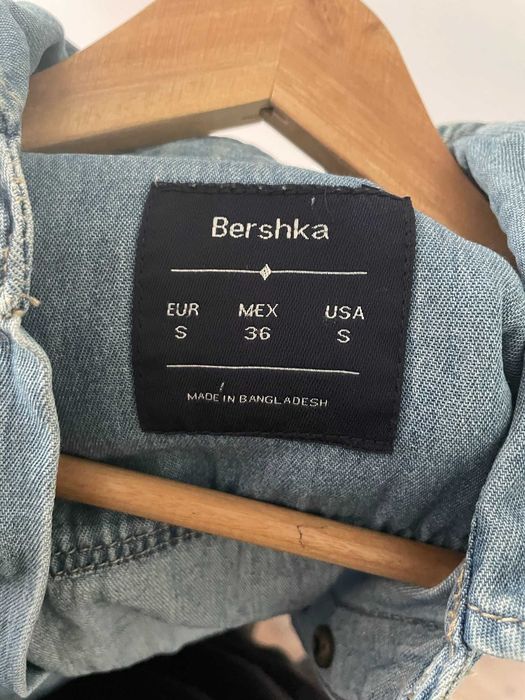 Bershka
EUR MEX USA
S 36 S
MADE IN BANGLADESH